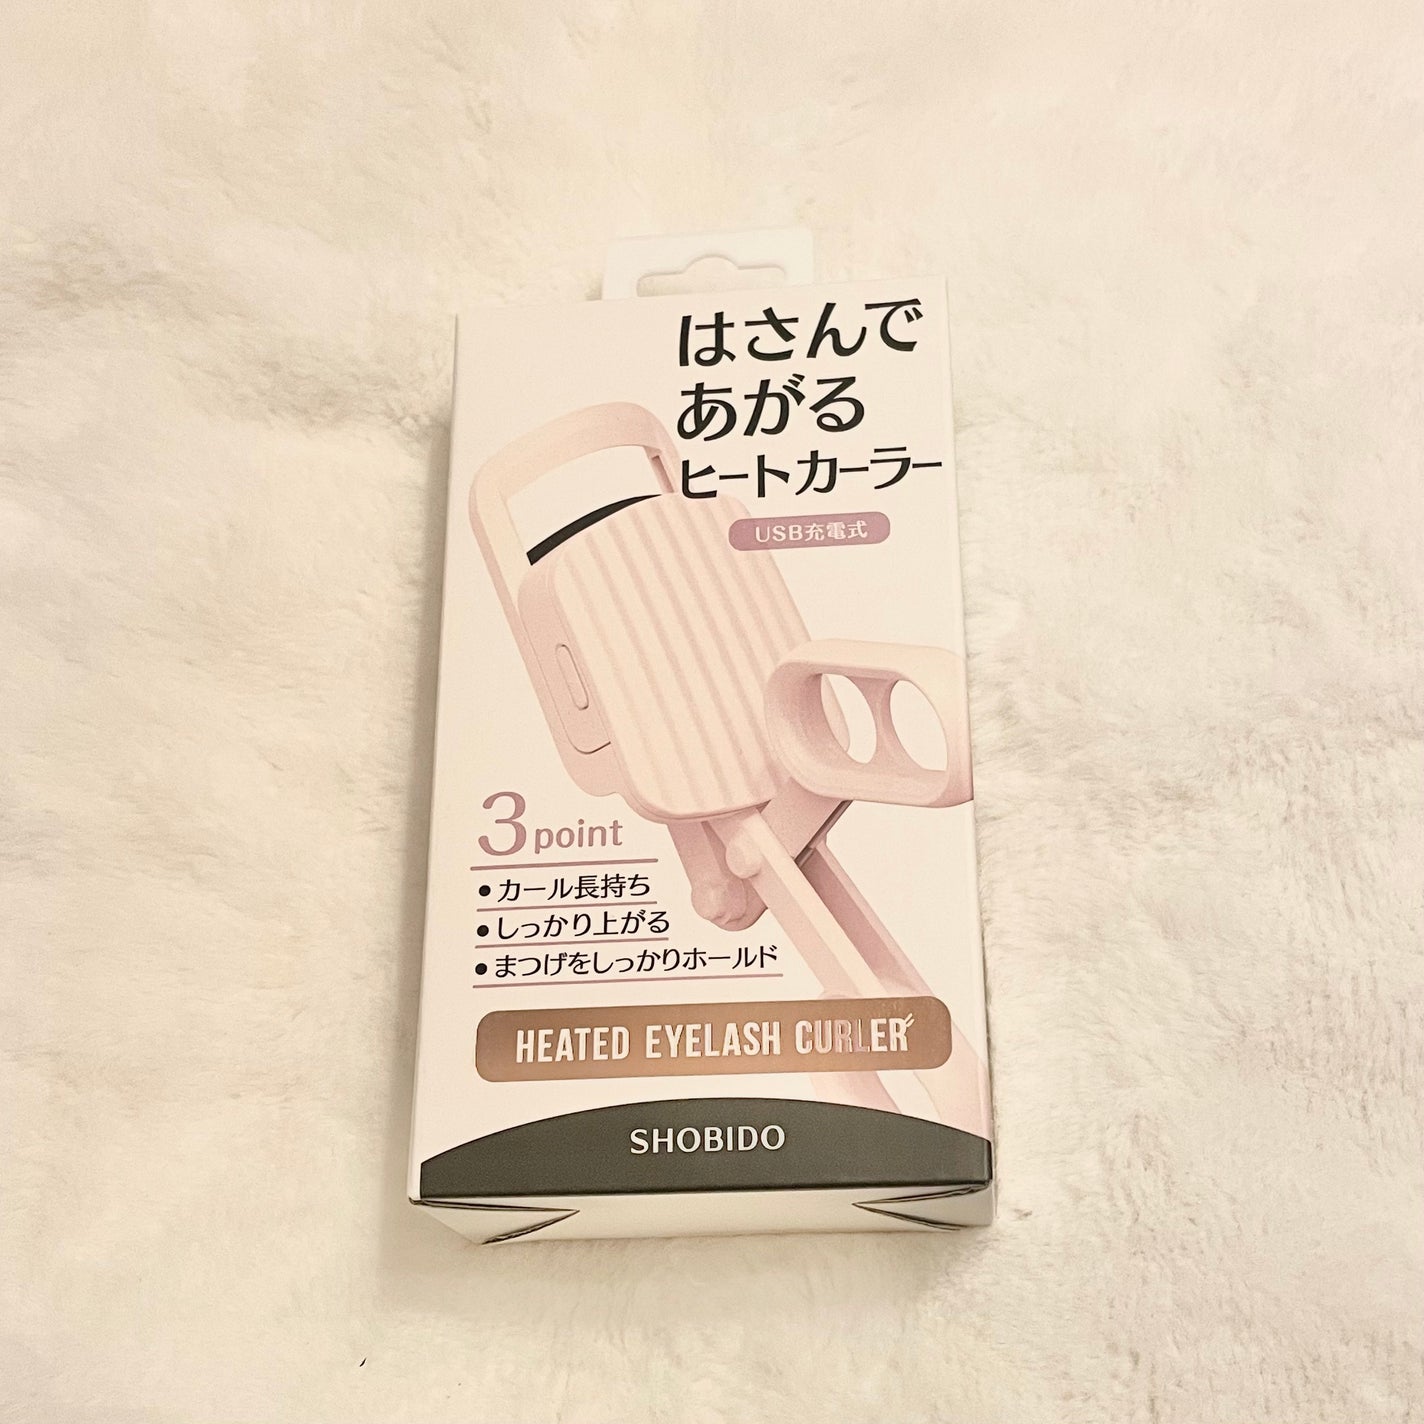 はさんで
あがる
ヒートカーラー
USB充電式
3point
• カール長持ち
• しっかり上がる
• まつげをしっかりホールド
HEATED EYELASH CURLER
SHOBIDO